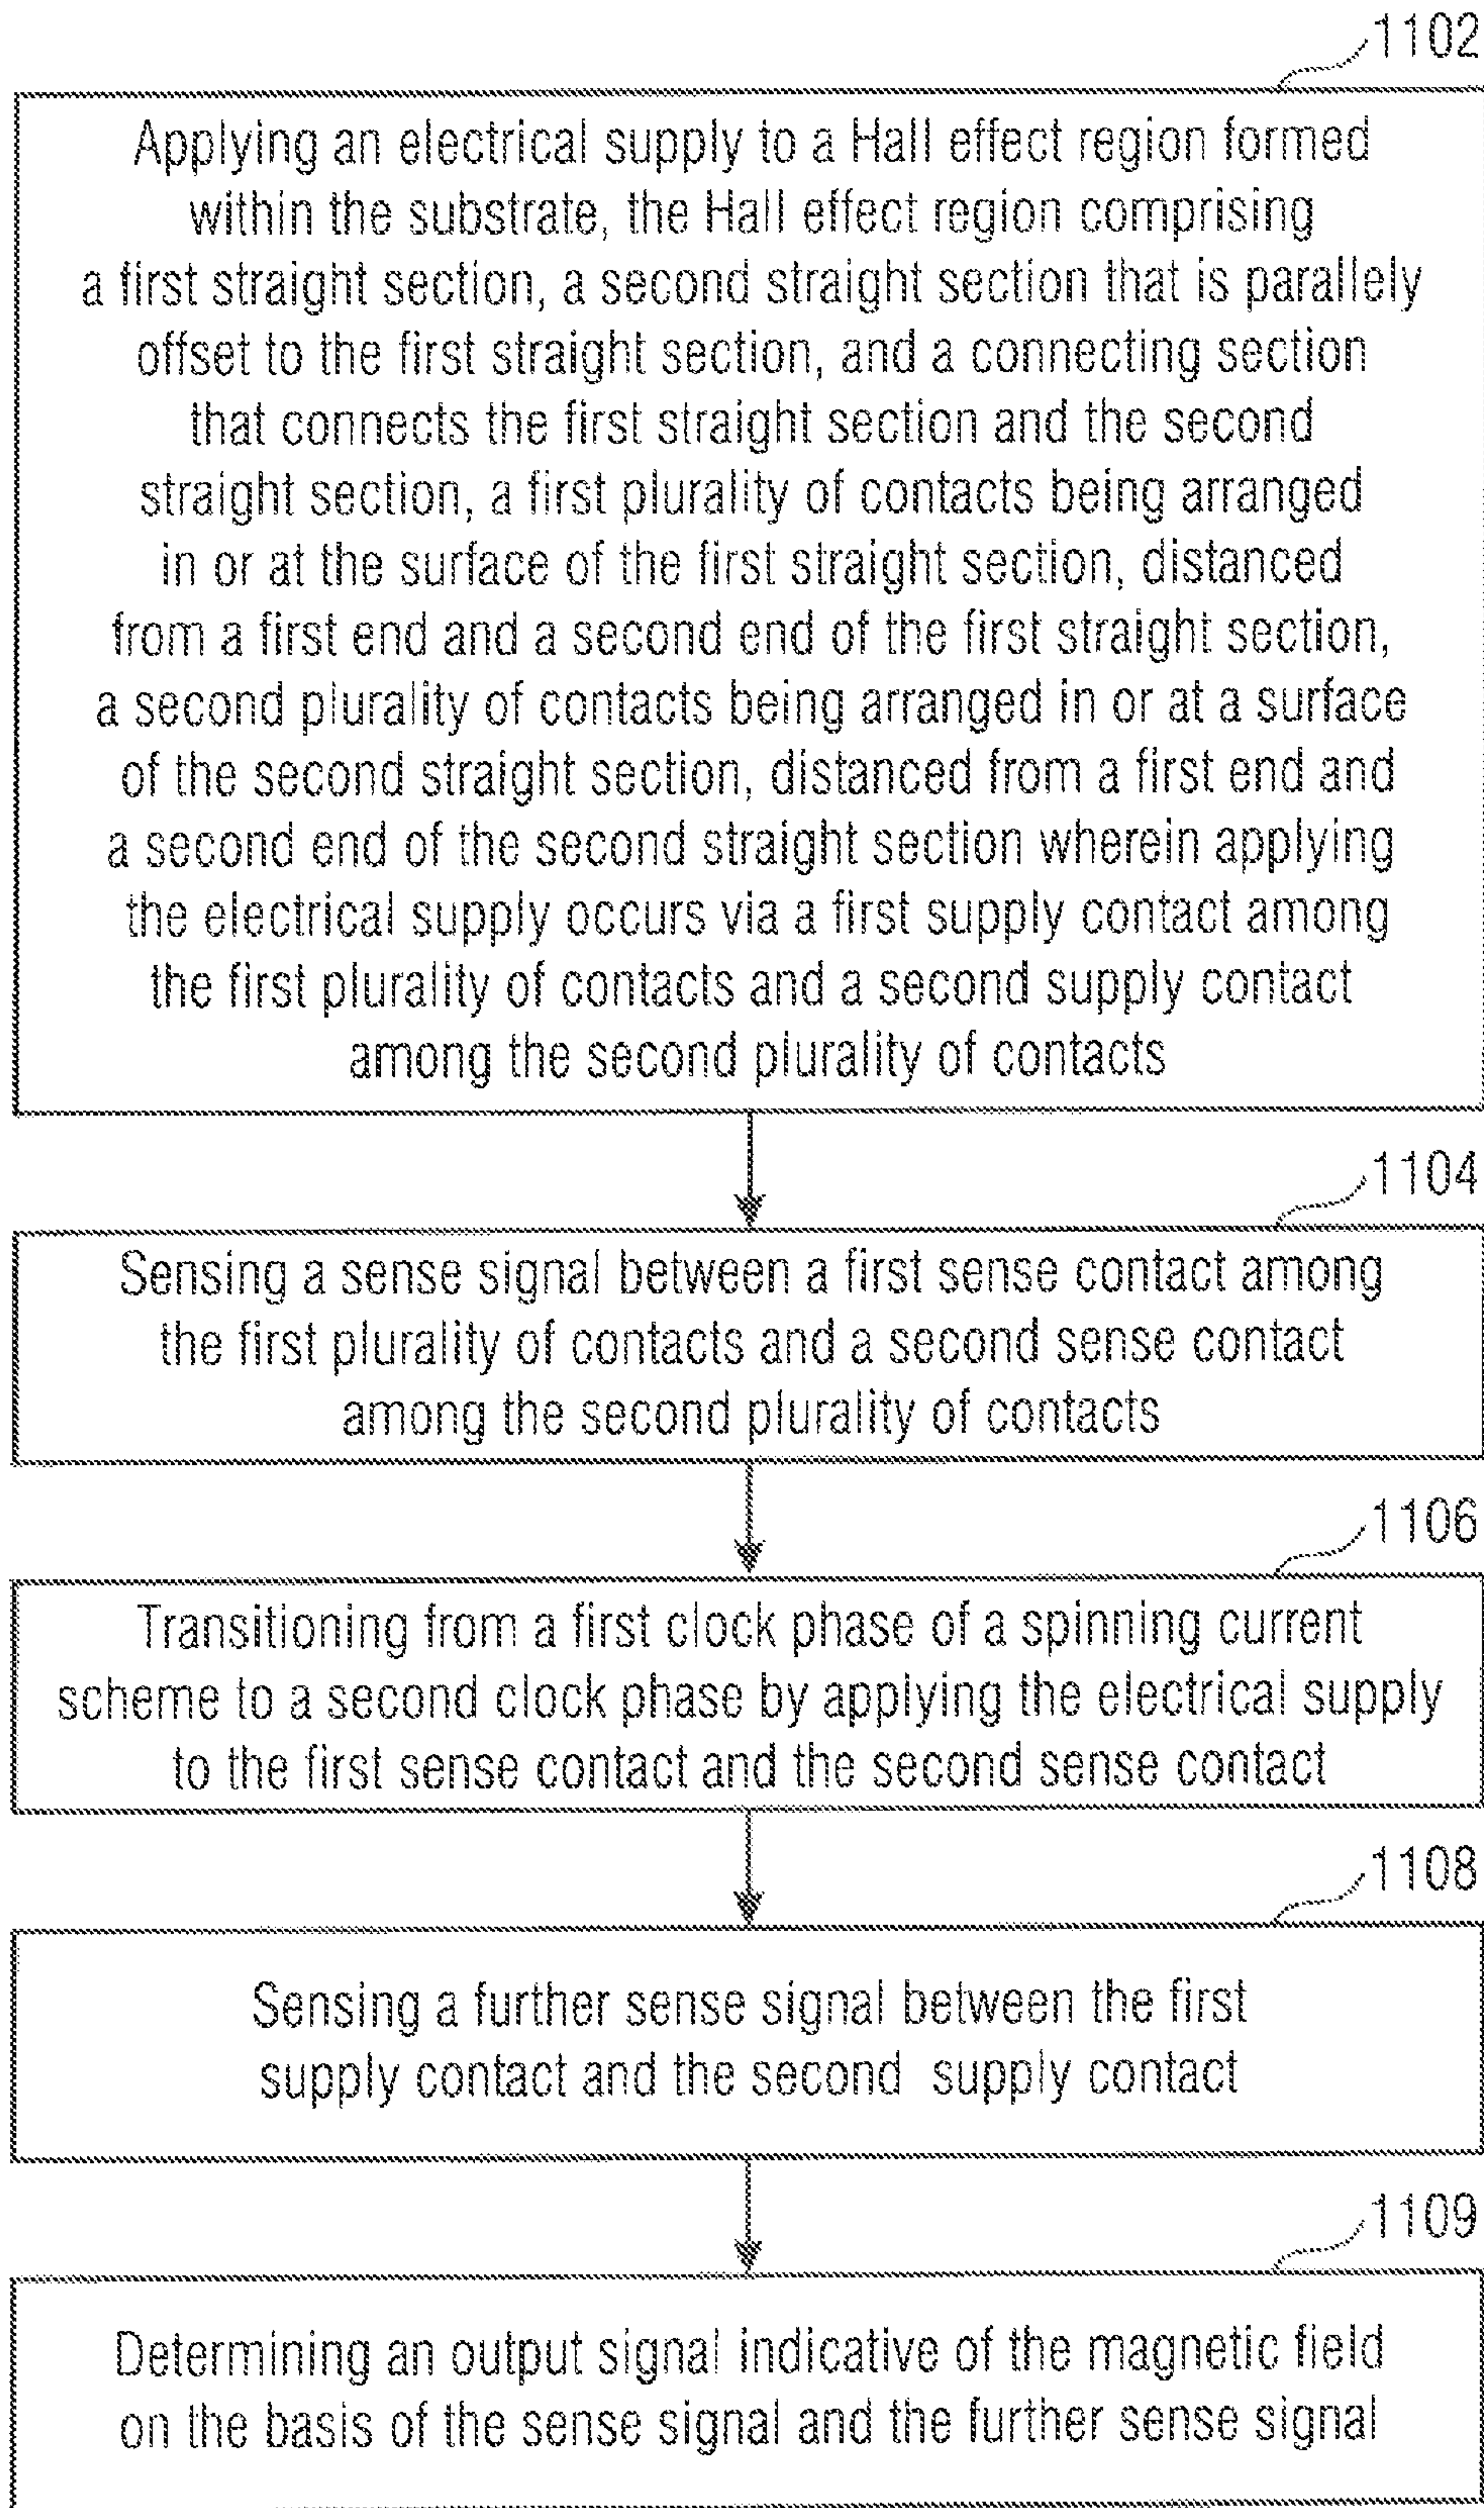 1102
Applying an electrical supply to a Hall effect region formed
within the substrate, the Hall effect region comprising
a first straight section, a second straight section that is parallely
offset to the first straight section, and a connecting section
that connects the first straight section and the second
straight section, a first plurality of contacts being arranged
in or at the surface of the first straight section, distanced
from a first end and a second end of the first straight section,
a second plurality of contacts being arranged in or at a surface
of the second straight section, distanced from a first end and
a second end of the second straight section wherein applying
the electrical supply occurs via a first supply contact among
the first plurality of contacts and a second supply contact
among the second plurality of contacts
1104
Sensing a sense signal between a first sense contact among
the first plurality of contacts and a second sense contact
among the second plurality of contacts
1106
Transitioning from a first clock phase of a spinning current
scheme to a second clock phase by applying the electrical supply
to the first sense contact and the second sense contact
1108
Sensing a further sense signal between the first
supply contact and the second supply contact
1109
Determining an output signal indicative of the magnetic field
on the basis of the sense signal and the further sense signal